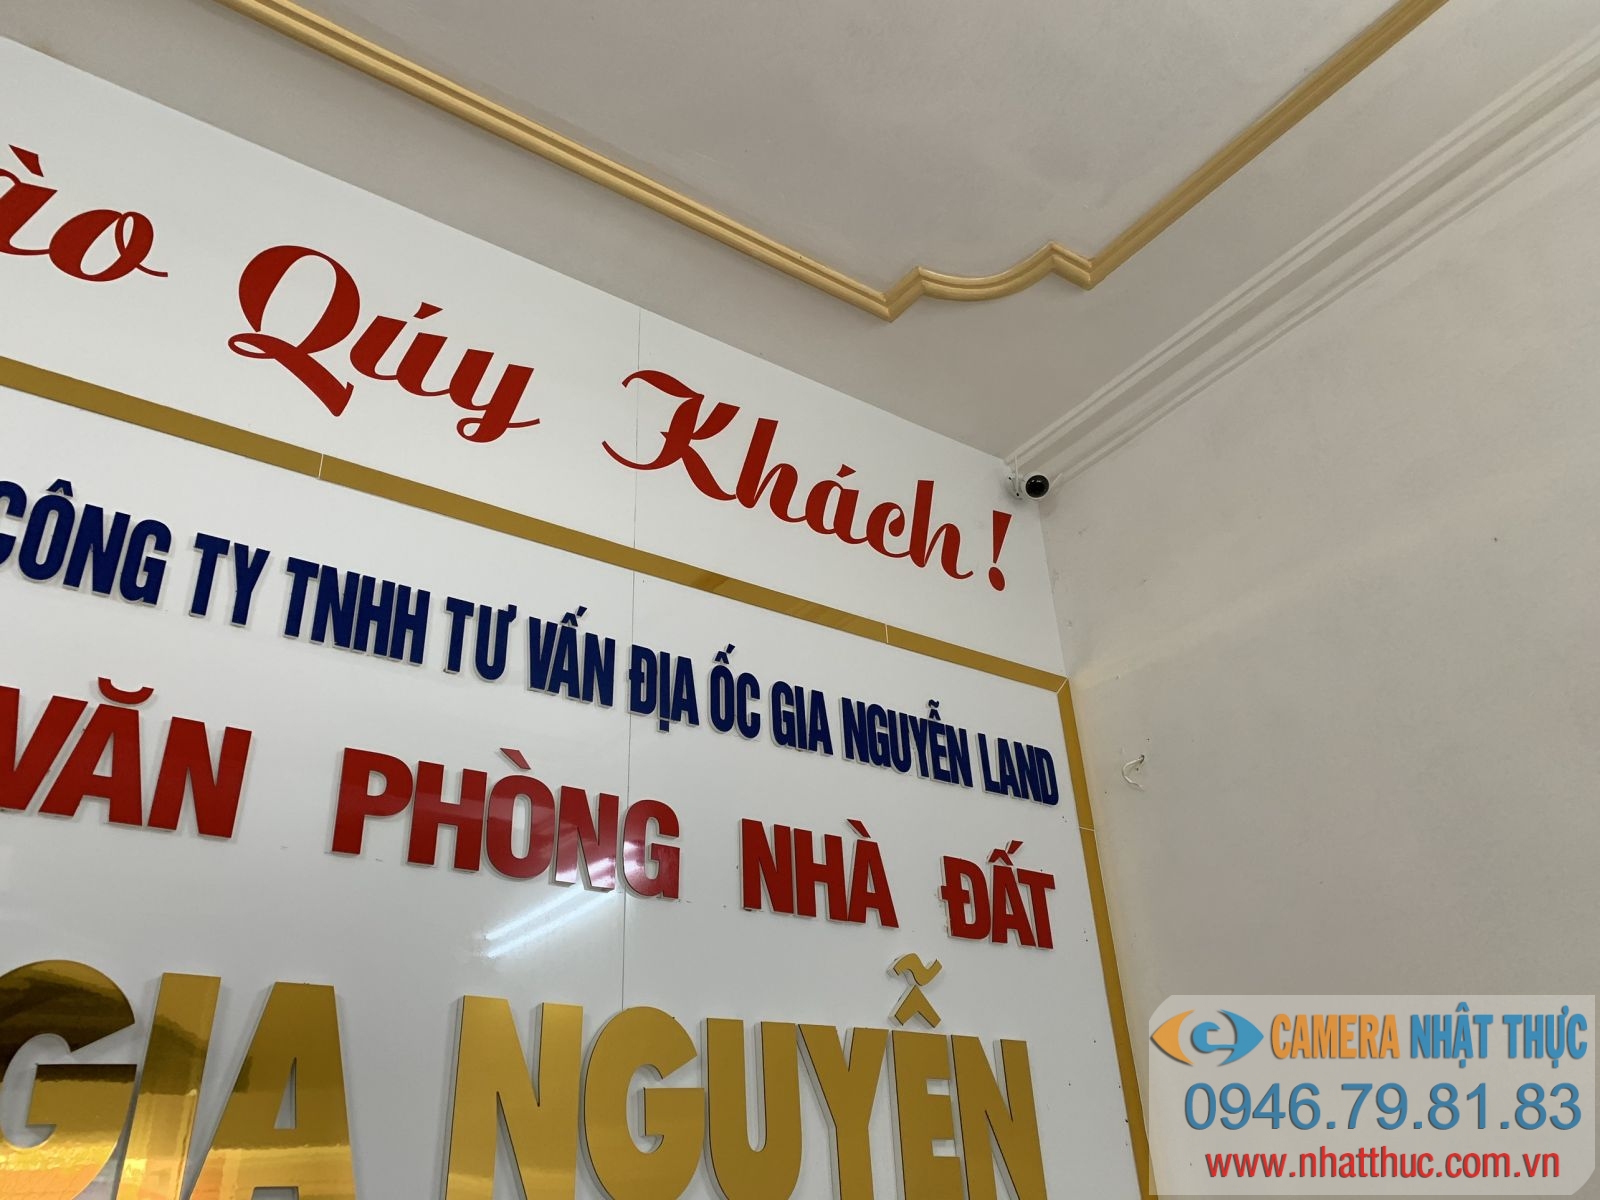 ào Qúy Khách!
CÔNG TY TNHH TƯ VẤN ĐỊA ỐC GIA NGUYỄN LAND
VĂN PHÒNG NHÀ ĐẤT
GIA NGUYỄN
CAMERA NHẬT THỰC
0946.79.81.83
www.nhatthuc.com.vn